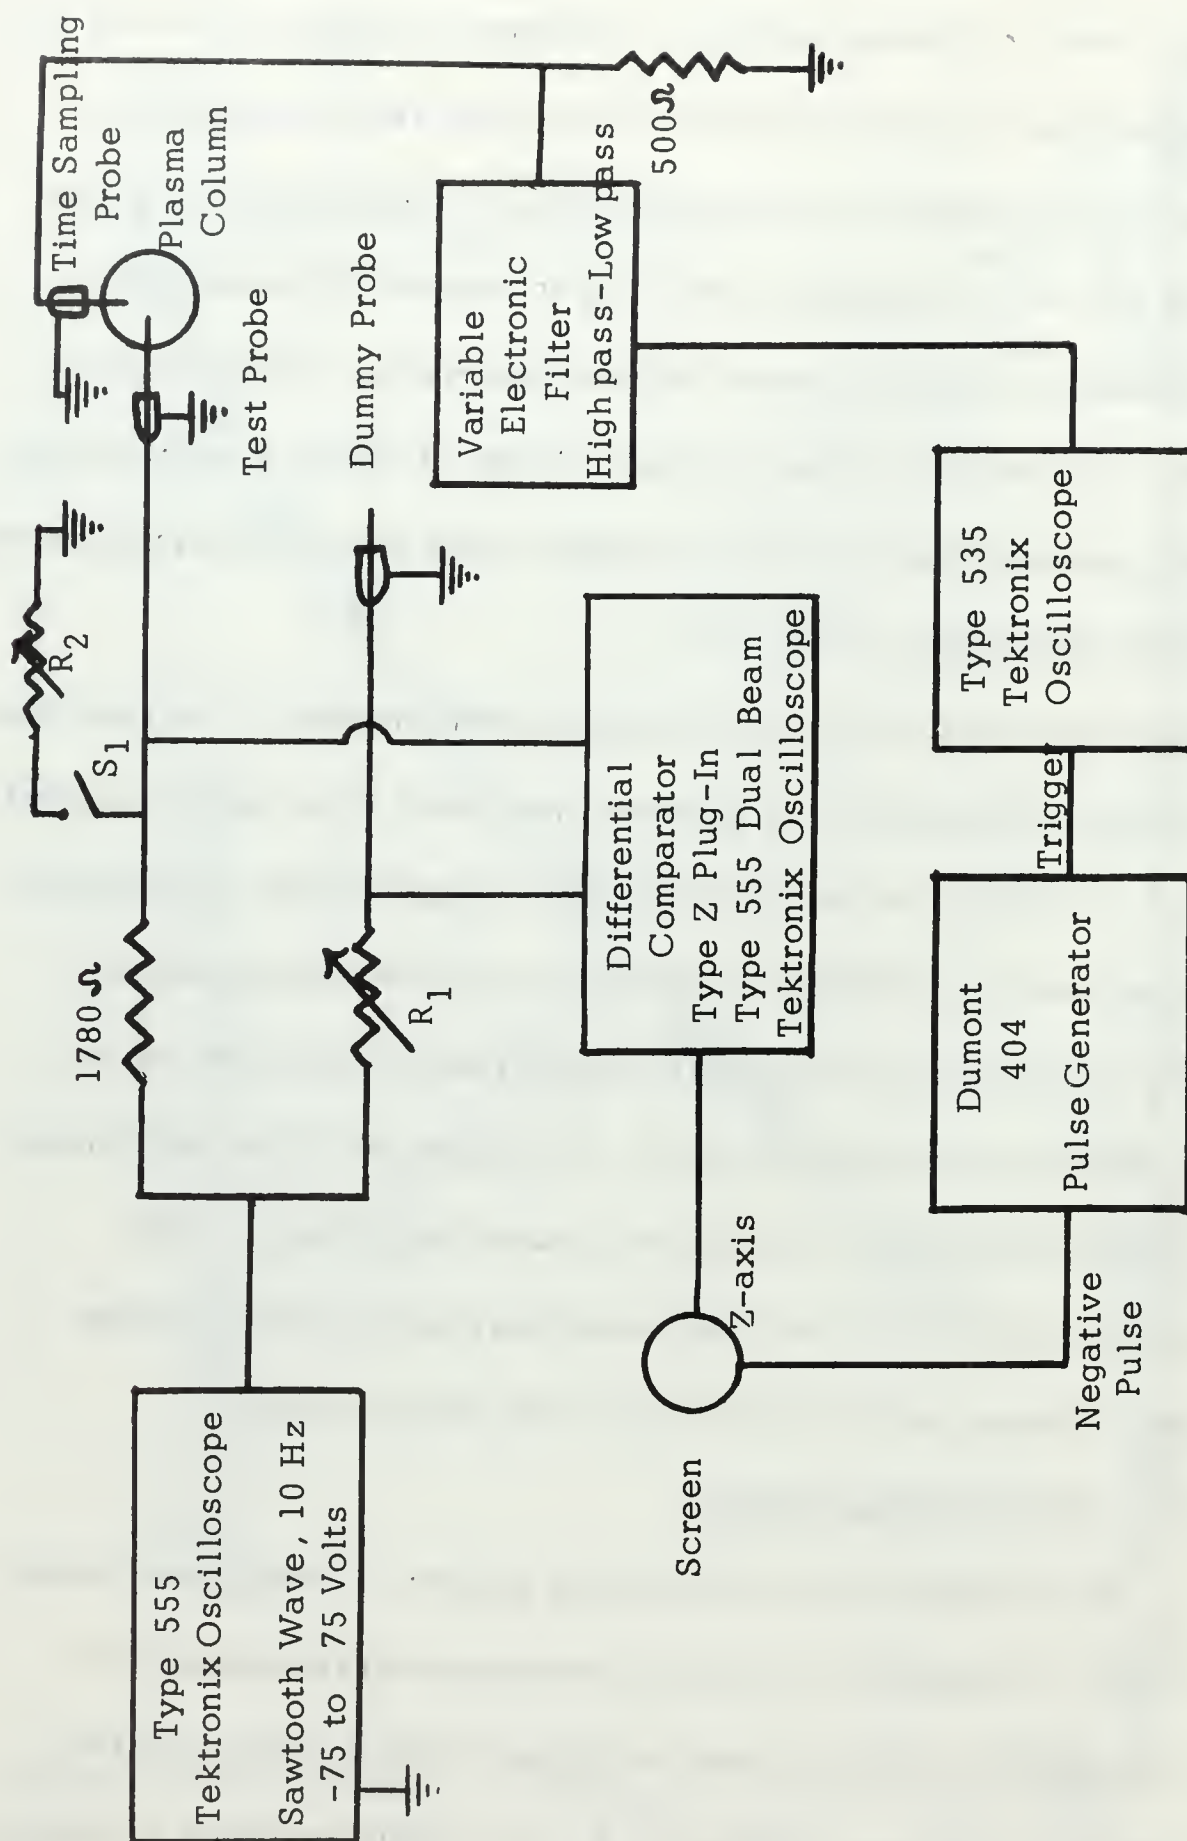 Type 555
Tektronix Oscilloscope
Sawtooth Wave, 10 Hz
-75 to 75 Volts
1780 Ω
R1
S1
R2
Test Probe
Time Sampling
Probe
Plasma
Column
Dummy Probe
Differential
Comparator
Type Z Plug-In
Type 555 Dual Beam
Tektronix Oscilloscope
Variable
Electronic
Filter
High pass-Low pass
500Ω
Screen
Z-axis
Negative
Pulse
Dumont
404
Pulse Generator
Trigger
Type 535
Tektronix
Oscilloscope